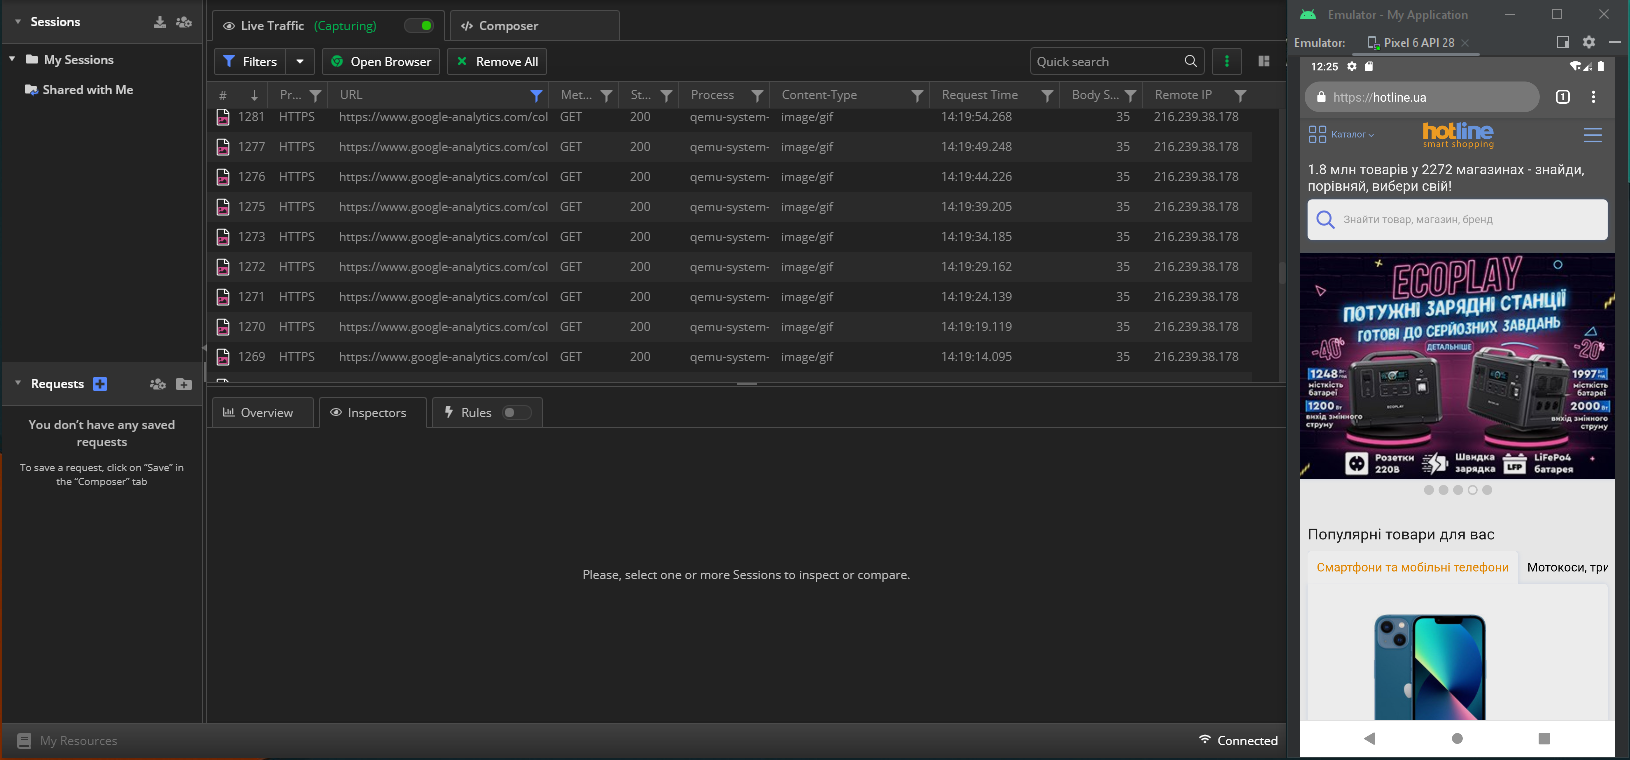 Sessions
My Sessions
Shared with Me
Requests
You don't have any saved
requests
To save a request, click on "Save" in
the "Composer" tab
My Resources
Live Traffic (Capturing)
Composer
Filters
Open Browser
Remove All
Quick search
# Pr... URL Met... St... Process Content-Type Request Time Body S... Remote IP
1281 HTTPS https://www.google-analytics.com/col GET 200 qemu-system- image/gif 14:19:54.268 35 216.239.38.178
1277 HTTPS https://www.google-analytics.com/col GET 200 qemu-system- image/gif 14:19:49.248 35 216.239.38.178
1276 HTTPS https://www.google-analytics.com/col GET 200 qemu-system- image/gif 14:19:44.226 35 216.239.38.178
1275 HTTPS https://www.google-analytics.com/col GET 200 qemu-system- image/gif 14:19:39.205 35 216.239.38.178
1273 HTTPS https://www.google-analytics.com/col GET 200 qemu-system- image/gif 14:19:34.185 35 216.239.38.178
1272 HTTPS https://www.google-analytics.com/col GET 200 qemu-system- image/gif 14:19:29.162 35 216.239.38.178
1271 HTTPS https://www.google-analytics.com/col GET 200 qemu-system- image/gif 14:19:24.139 35 216.239.38.178
1270 HTTPS https://www.google-analytics.com/col GET 200 qemu-system- image/gif 14:19:19.119 35 216.239.38.178
1269 HTTPS https://www.google-analytics.com/col GET 200 qemu-system- image/gif 14:19:14.095 35 216.239.38.178
Overview
Inspectors
Rules
Please, select one or more Sessions to inspect or compare.
Connected
Emulator - My Application
Emulator: Pixel 6 API 28
12:25
https://hotline.ua
1
Каталог
hotline
smart shopping
1.8 млн товарів у 2272 магазинах - знайди,
порівняй, вибери свій!
Знайти товар, магазин, бренд
ECOPLAY
ПОТУЖНІ ЗАРЯДНІ СТАНЦІЇ
ГОТОВІ ДО СЕРЙОЗНИХ ЗАВДАНЬ
ДЕТАЛЬНІШЕ
-40%
-20%
1248 Вт год
місткість
батареї
1200 Вт
вихід змінного
струму
1997 Вт год
місткість
батареї
2000 Вт
вихід змінного
струму
ECOPLAY
Розетки
220В
Швидка
зарядка
LFP
LiFePo4
батарея
Популярні товари для вас
Смартфони та мобільні телефони
Мотокоси, три